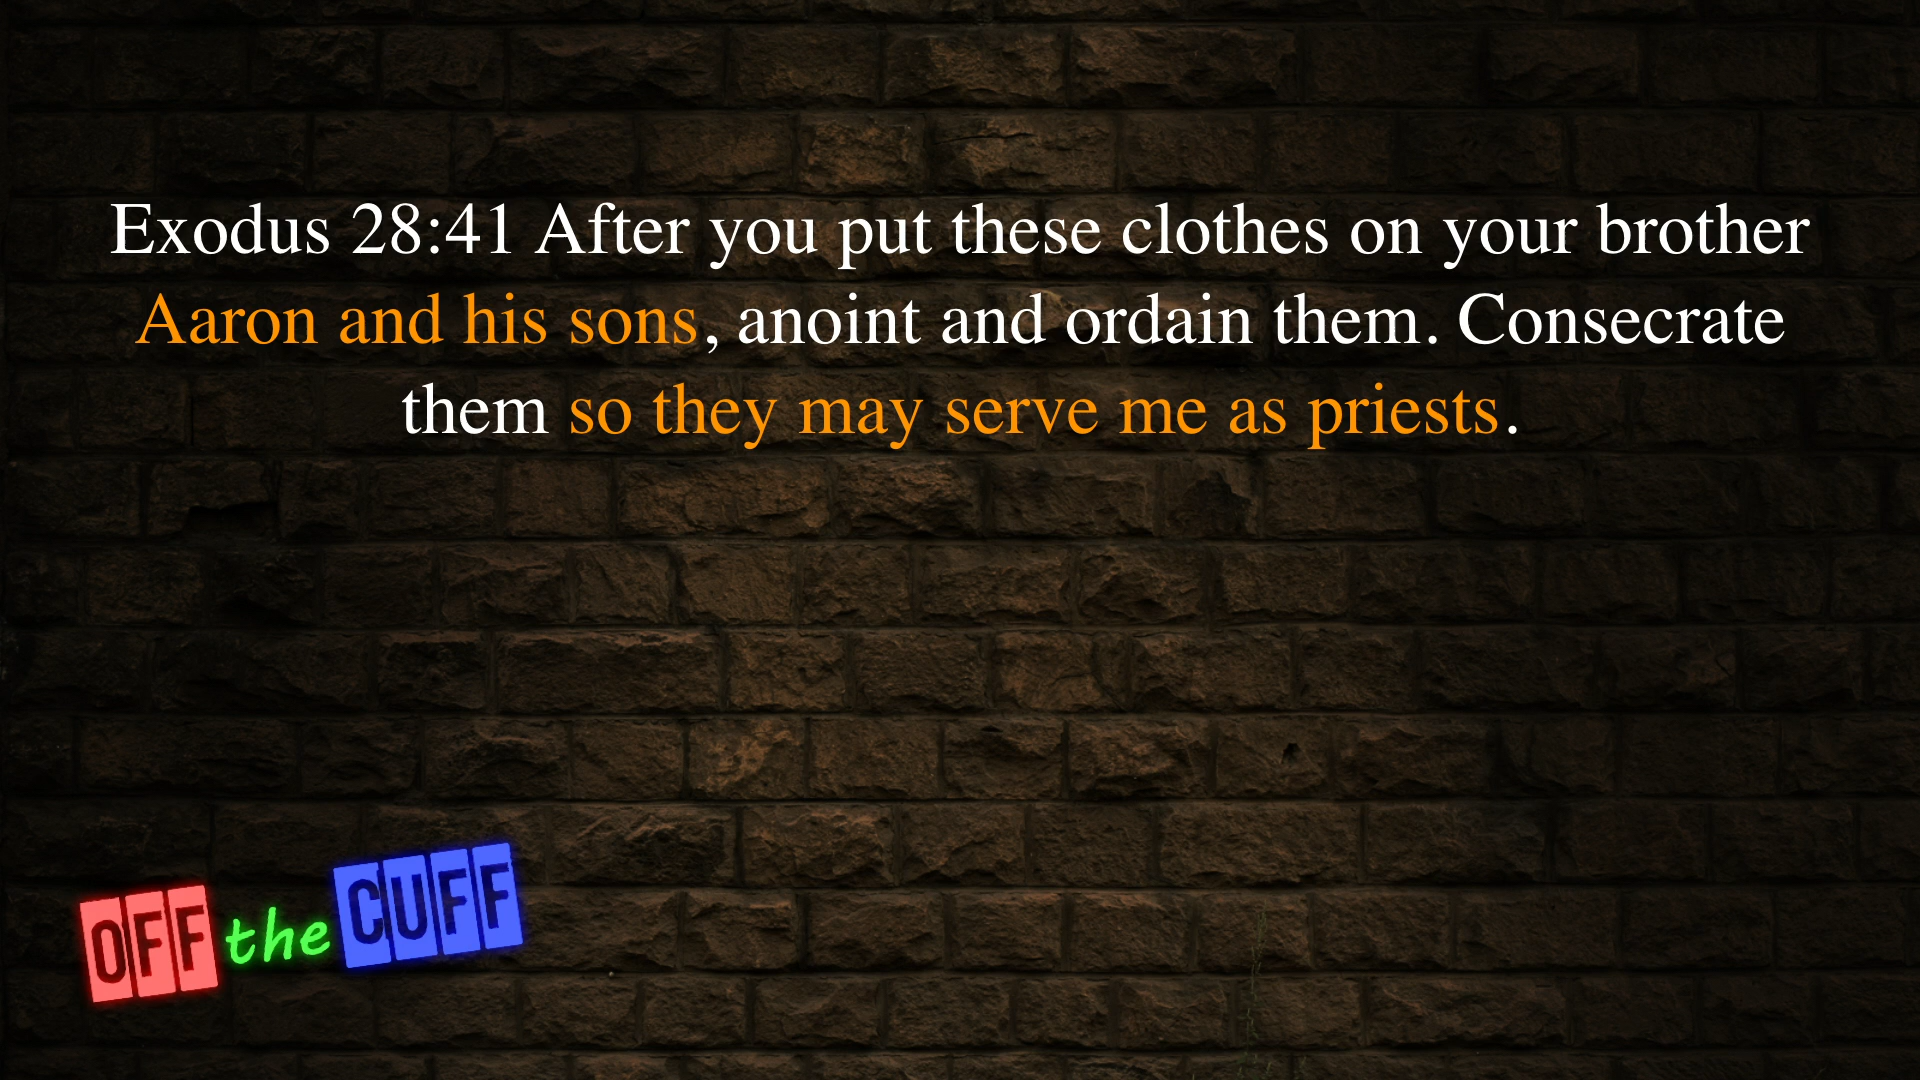 Exodus 28:41 After you put these clothes on your brother
Aaron and his sons, anoint and ordain them. Consecrate
them so they may serve me as priests.
OFF the CUFF